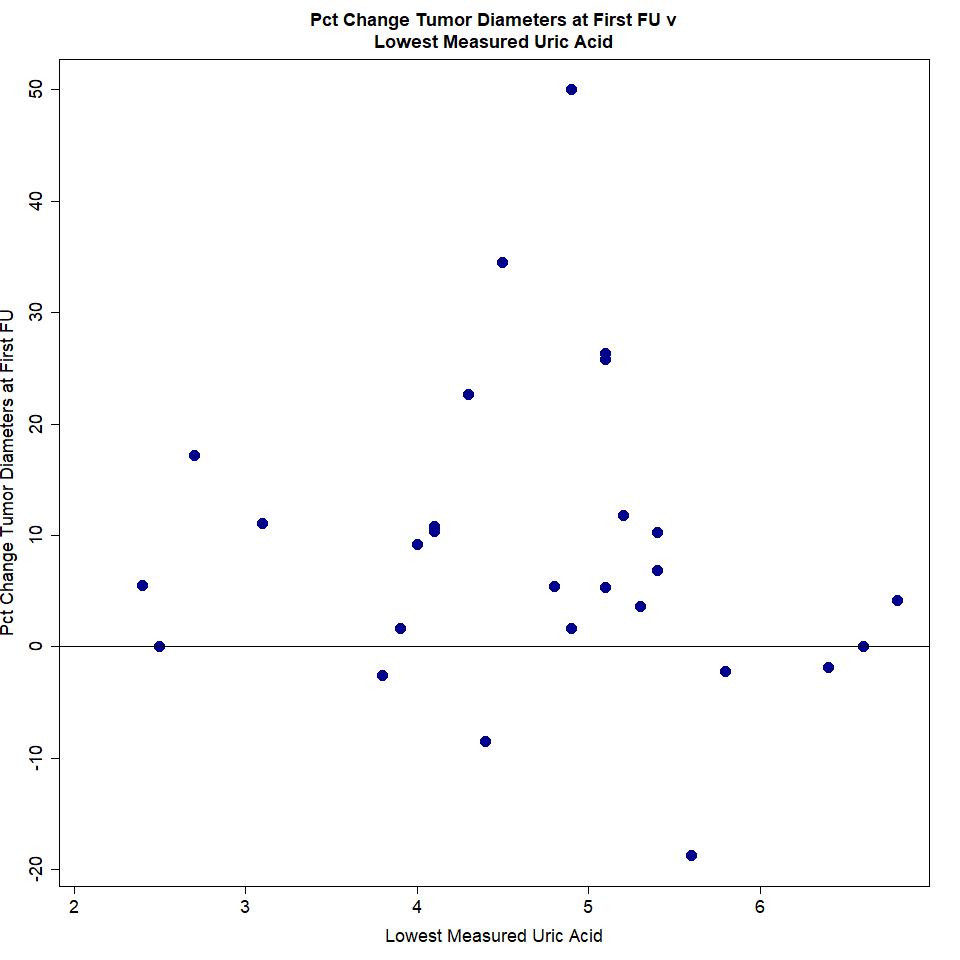 Pct Change Tumor Diameters at First FU v
Lowest Measured Uric Acid
Pct Change Tumor Diameters at First FU
50
40
30
20
10
0
-10
-20
2 3 4 5 6
Lowest Measured Uric Acid